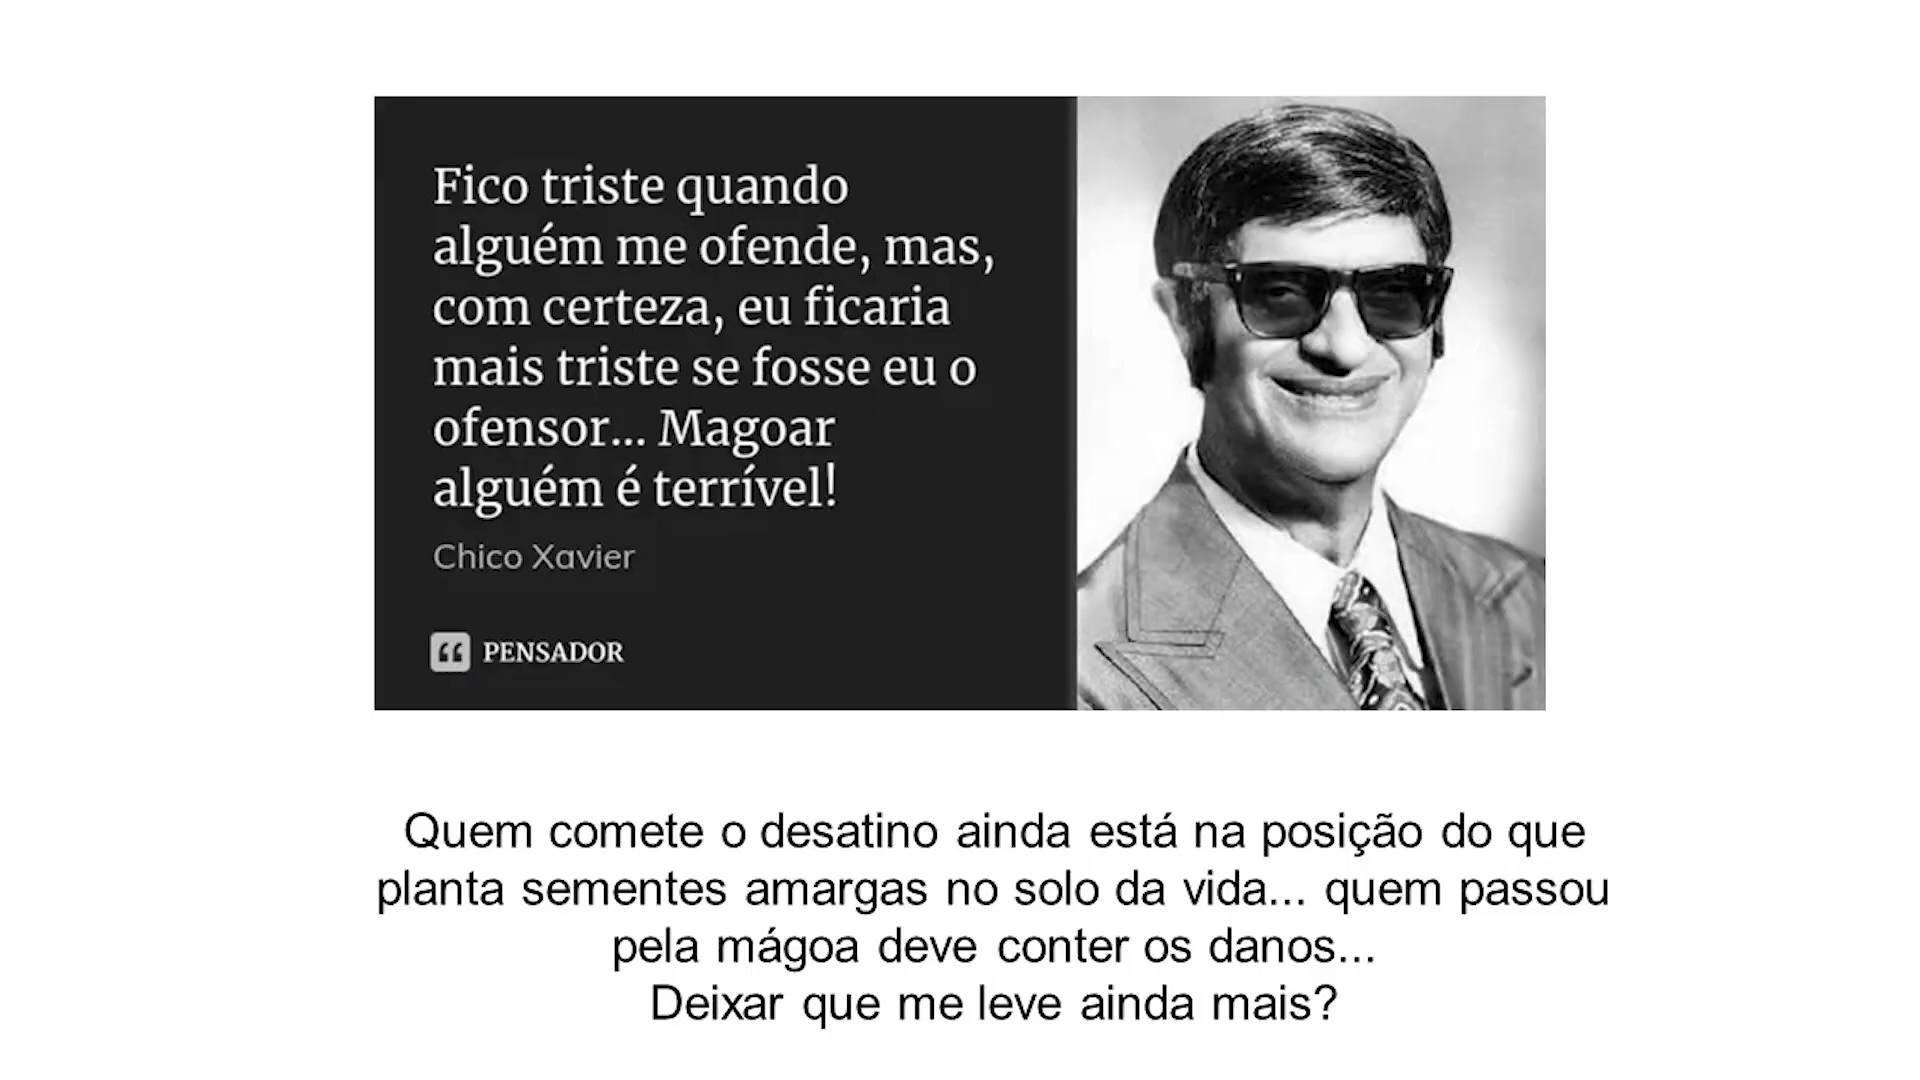 Fico triste quando
alguém me ofende, mas,
com certeza, eu ficaria
mais triste se fosse eu o
ofensor... Magoar
alguém é terrível!
Chico Xavier
PENSADOR
Quem comete o desatino ainda está na posição do que
planta sementes amargas no solo da vida... quem passou
pela mágoa deve conter os danos...
Deixar que me leve ainda mais?